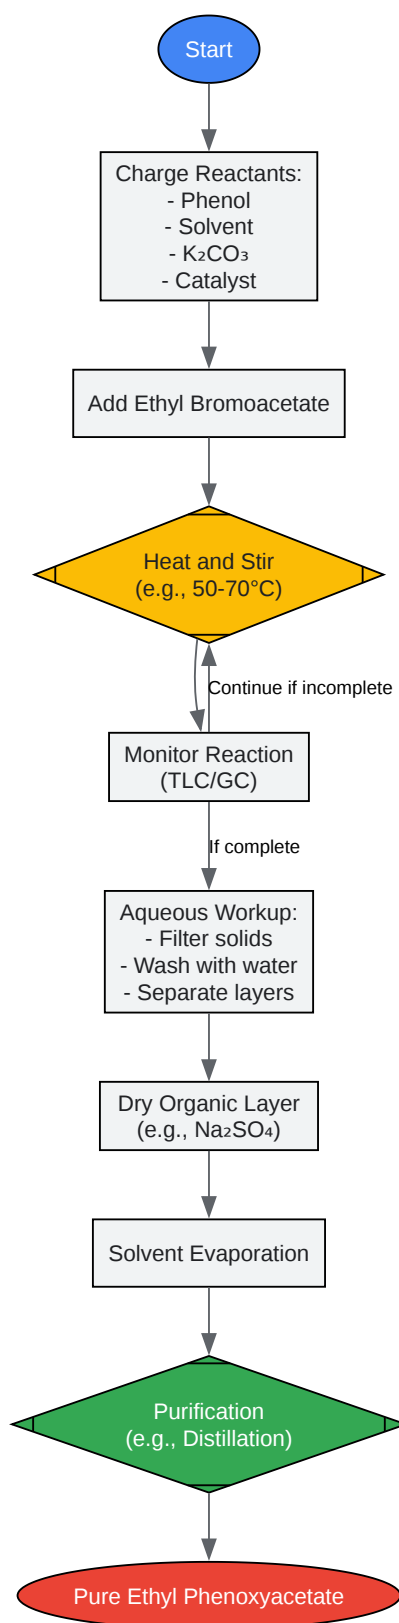 Start
Charge Reactants:
- Phenol
- Solvent
- K₂CO₃
- Catalyst
Add Ethyl Bromoacetate
Heat and Stir
(e.g., 50-70°C)
Continue if incomplete
Monitor Reaction
(TLC/GC)
If complete
Aqueous Workup:
- Filter solids
- Wash with water
- Separate layers
Dry Organic Layer
(e.g., Na₂SO₄)
Solvent Evaporation
Purification
(e.g., Distillation)
Pure Ethyl Phenoxyacetate